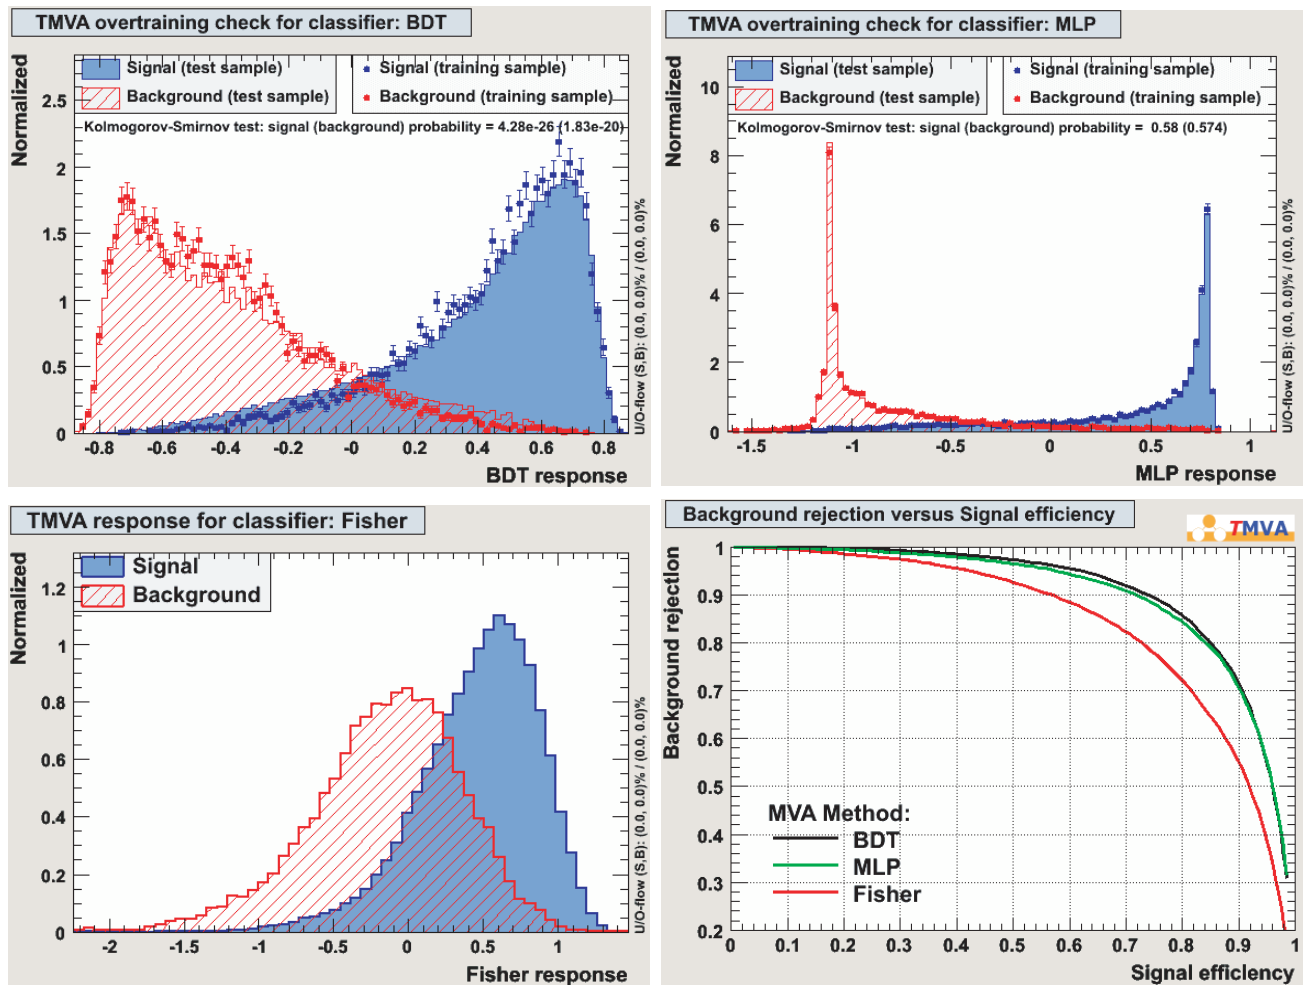 TMVA overtraining check for classifier: BDT
Normalized
Signal (test sample)
Background (test sample)
Signal (training sample)
Background (training sample)
Kolmogorov-Smirnov test: signal (background) probability = 4.28e-26 (1.83e-20)
2.5
2
1.5
1
0.5
0
-0.8 -0.6 -0.4 -0.2 -0 0.2 0.4 0.6 0.8
BDT response
U/O-flow (S,B): (0.0, 0.0)% / (0.0, 0.0)%
TMVA overtraining check for classifier: MLP
Normalized
Signal (test sample)
Background (test sample)
Signal (training sample)
Background (training sample)
Kolmogorov-Smirnov test: signal (background) probability = 0.58 (0.574)
10
8
6
4
2
0
-1.5 -1 -0.5 0 0.5 1
MLP response
U/O-flow (S,B): (0.0, 0.0)% / (0.0, 0.0)%
TMVA response for classifier: Fisher
Normalized
Signal
Background
1.2
1
0.8
0.6
0.4
0.2
0
-2 -1.5 -1 -0.5 0 0.5 1
Fisher response
U/O-flow (S,B): (0.0, 0.0)% / (0.0, 0.0)%
Background rejection versus Signal efficiency
TMVA
Background rejection
1
0.9
0.8
0.7
0.6
0.5
0.4
0.3
0.2
MVA Method:
BDT
MLP
Fisher
0 0.1 0.2 0.3 0.4 0.5 0.6 0.7 0.8 0.9 1
Signal efficiency